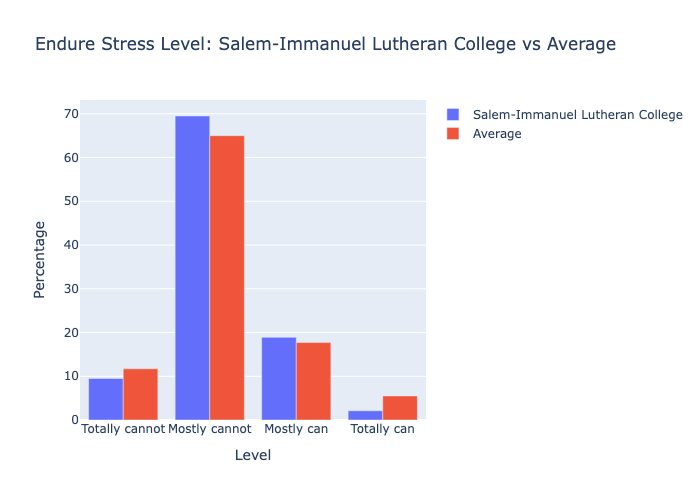 Endure Stress Level: Salem-Immanuel Lutheran College vs Average
Salem-Immanuel Lutheran College
Average
70
60
50
40
30
20
10
0
Percentage
Totally cannot Mostly cannot Mostly can Totally can
Level